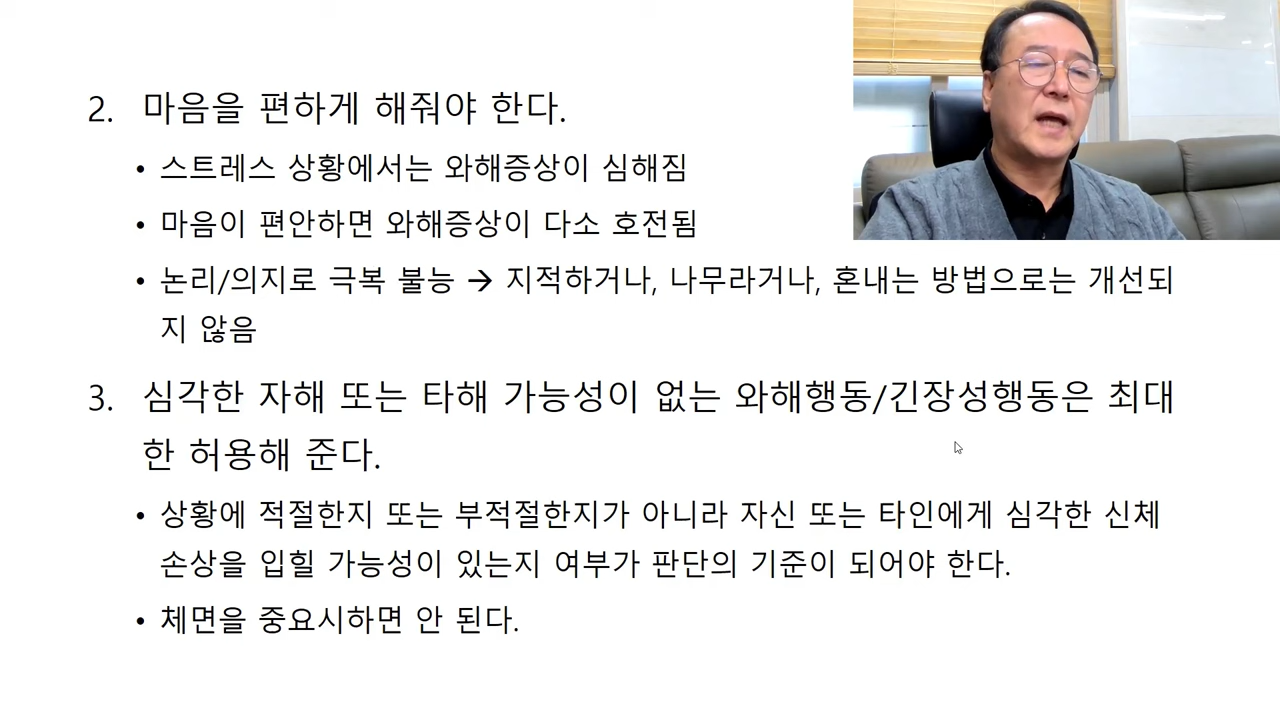 2. 마음을 편하게 해줘야 한다.
• 스트레스 상황에서는 와해증상이 심해짐
• 마음이 편안하면 와해증상이 다소 호전됨
• 논리/의지로 극복 불능 → 지적하거나, 나무라거나, 혼내는 방법으로는 개선되
지 않음
3. 심각한 자해 또는 타해 가능성이 없는 와해행동/긴장성행동은 최대
한 허용해 준다.
• 상황에 적절한지 또는 부적절한지가 아니라 자신 또는 타인에게 심각한 신체
손상을 입힐 가능성이 있는지 여부가 판단의 기준이 되어야 한다.
• 체면을 중요시하면 안 된다.